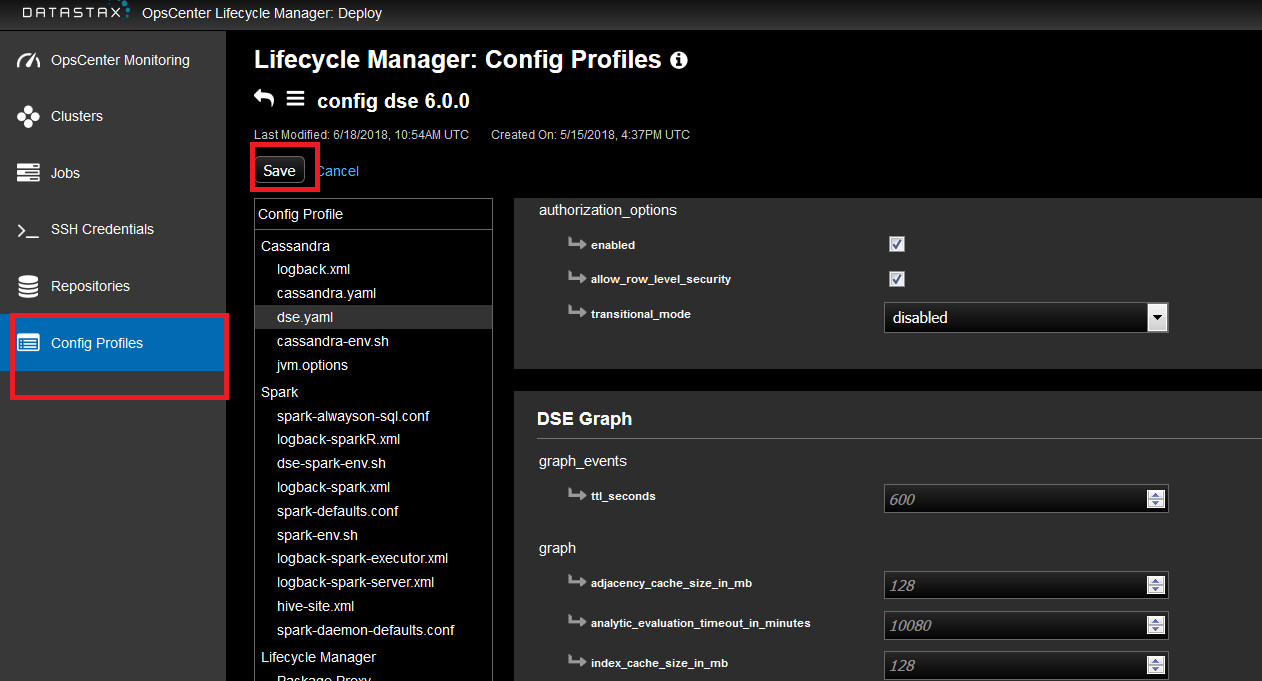 DATASTAX OpsCenter Lifecycle Manager: Deploy
OpsCenter Monitoring
Clusters
Jobs
SSH Credentials
Repositories
Config Profiles
Lifecycle Manager: Config Profiles
config dse 6.0.0
Last Modified: 6/18/2018, 10:54AM UTC Created On: 5/15/2018, 4:37PM UTC
Save Cancel
Config Profile
Cassandra
logback.xml
cassandra.yaml
dse.yaml
cassandra-env.sh
jvm.options
Spark
spark-alwayson-sql.conf
logback-sparkR.xml
dse-spark-env.sh
logback-spark.xml
spark-defaults.conf
spark-env.sh
logback-spark-executor.xml
logback-spark-server.xml
hive-site.xml
spark-daemon-defaults.conf
Lifecycle Manager
Package Proxy
authorization_options
enabled
allow_row_level_security
transitional_mode disabled
DSE Graph
graph_events
ttl_seconds 600
graph
adjacency_cache_size_in_mb 128
analytic_evaluation_timeout_in_minutes 10080
index_cache_size_in_mb 128